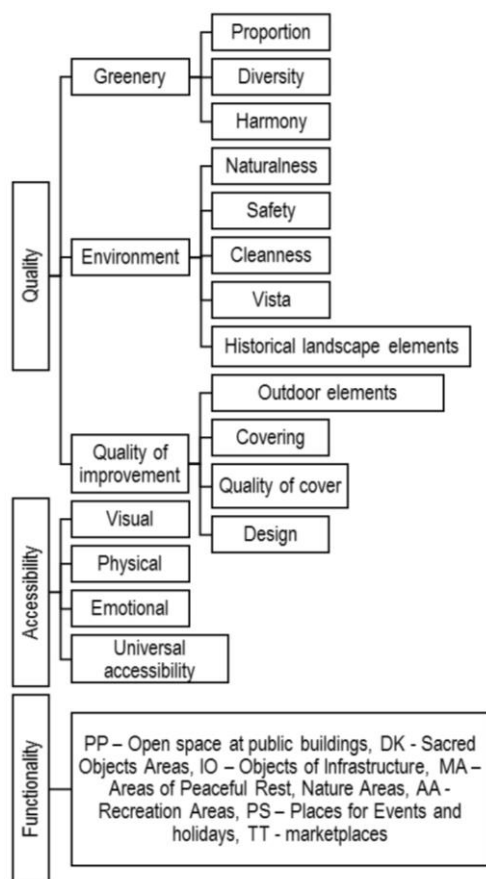 Quality
Greenery
Proportion
Diversity
Harmony
Environment
Naturalness
Safety
Cleanness
Vista
Historical landscape elements
Quality of
improvement
Outdoor elements
Covering
Quality of cover
Design
Accessibility
Visual
Physical
Emotional
Universal
accessibility
Functionality
PP – Open space at public buildings, DK - Sacred
Objects Areas, IO – Objects of Infrastructure, MA –
Areas of Peaceful Rest, Nature Areas, AA -
Recreation Areas, PS – Places for Events and
holidays, TT - marketplaces